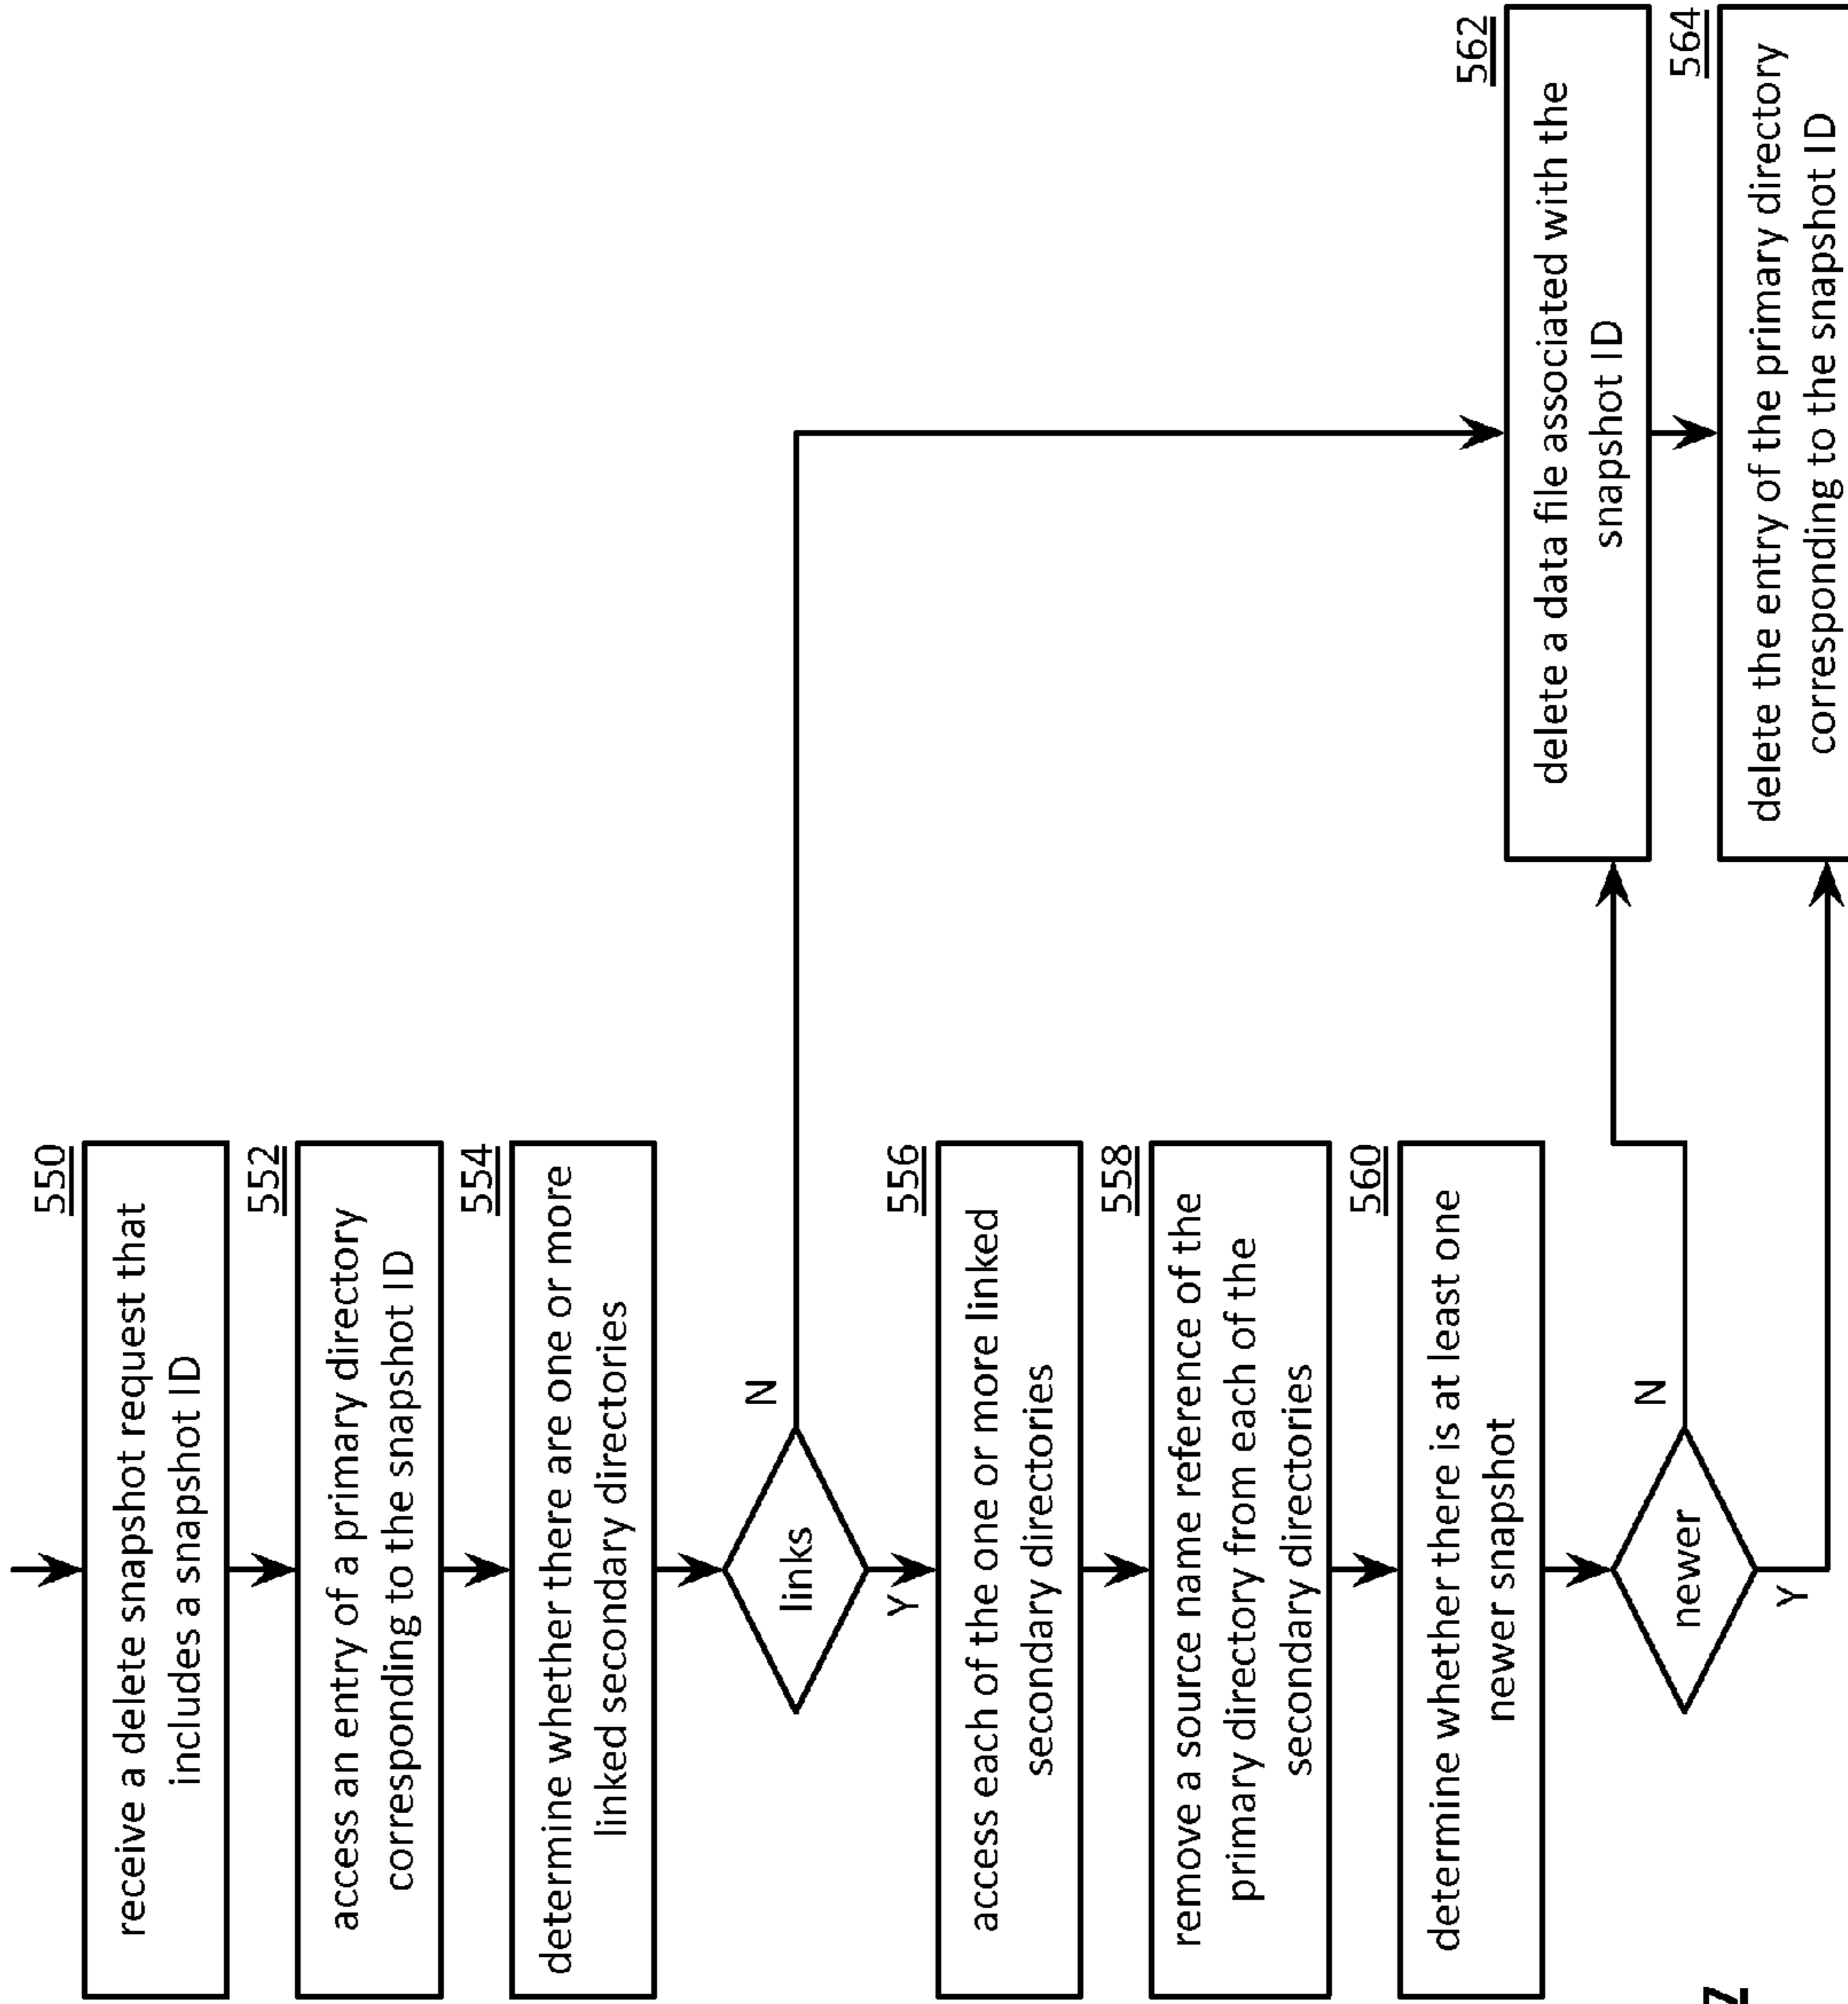 550
receive a delete snapshot request that
includes a snapshot ID
552
access an entry of a primary directory
corresponding to the snapshot ID
554
determine whether there are one or more
linked secondary directories
links
N
Y
556
access each of the one or more linked
secondary directories
558
remove a source name reference of the
primary directory from each of the
secondary directories
560
determine whether there is at least one
newer snapshot
newer
N
Y
562
delete a data file associated with the
snapshot ID
564
delete the entry of the primary directory
corresponding to the snapshot ID